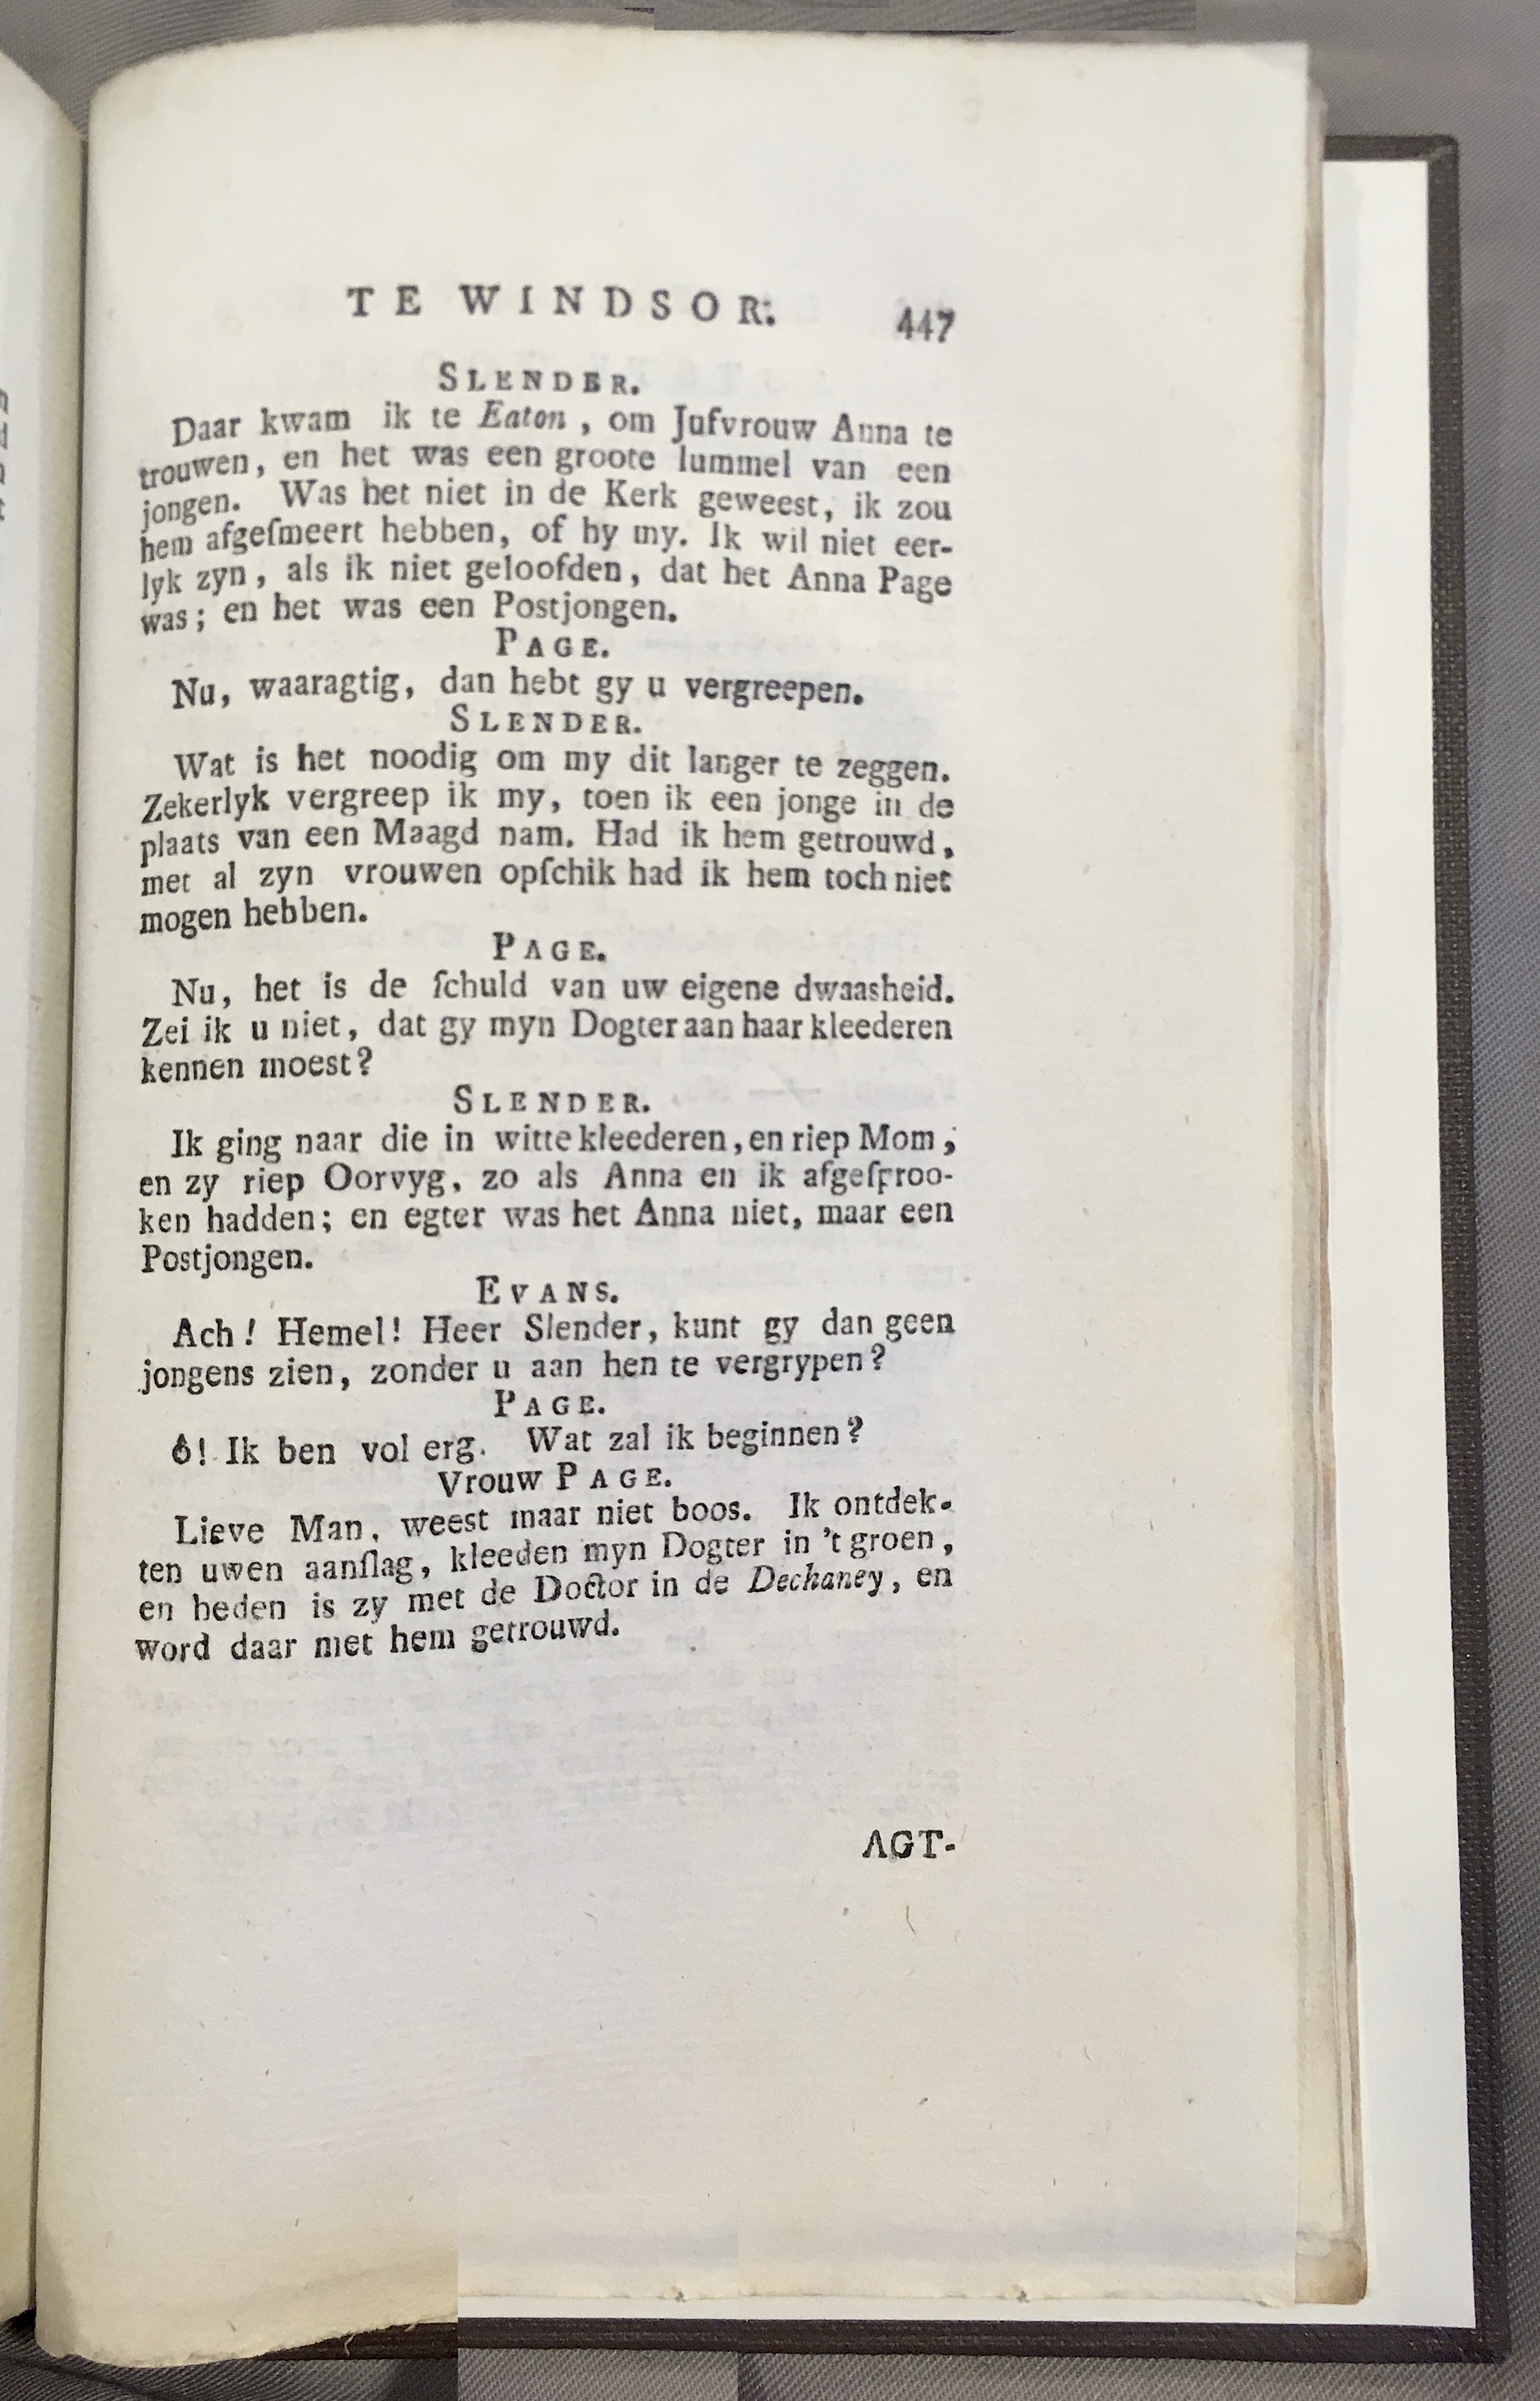 TE WINDSOR. 447
SLENDER.
Daar kwam ik te Eaton, om Jufvrouw Anna te
trouwen, en het was een groote lummel van een
jongen. Was het niet in de Kerk geweest, ik zou
hem afgeſmeert hebben, of hy my. Ik wil niet eer-
lyk zyn, als ik niet geloofden, dat het Anna Page
was; en het was een Postjongen.
PAGE.
Nu, waaragtig, dan hebt gy u vergreepen.
SLENDER.
Wat is het noodig om my dit langer te zeggen.
Zekerlyk vergreep ik my, toen ik een jonge in de
plaats van een Maagd nam. Had ik hem getrouwd,
met al zyn vrouwen opſchik had ik hem toch niet
mogen hebben.
PAGE.
Nu, het is de ſchuld van uw eigene dwaasheid.
Zei ik u niet, dat gy myn Dogter aan haar kleederen
kennen moest?
SLENDER.
Ik ging naar die in witte kleederen, en riep Mom,
en zy riep Oorvyg, zo als Anna en ik afgeſproo-
ken hadden; en egter was het Anna niet, maar een
Postjongen.
EVANS.
Ach! Hemel! Heer Slender, kunt gy dan geen
jongens zien, zonder u aan hen te vergrypen?
PAGE.
ô! Ik ben vol erg. Wat zal ik beginnen?
Vrouw PAGE.
Lieve Man, weest maar niet boos. Ik ontdek-
ten uwen aanſlag, kleeden myn Dogter in 't groen,
en heden is zy met de Doctor in de Dechaney, en
word daar met hem getrouwd.
AGT-